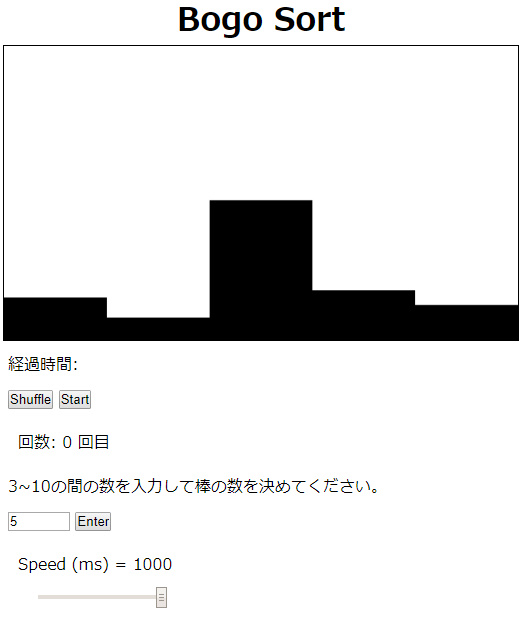 Bogo Sort
経過時間:
Shuffle Start
回数: 0 回目
3~10の間の数を入力して棒の数を決めてください。
5 Enter
Speed (ms) = 1000